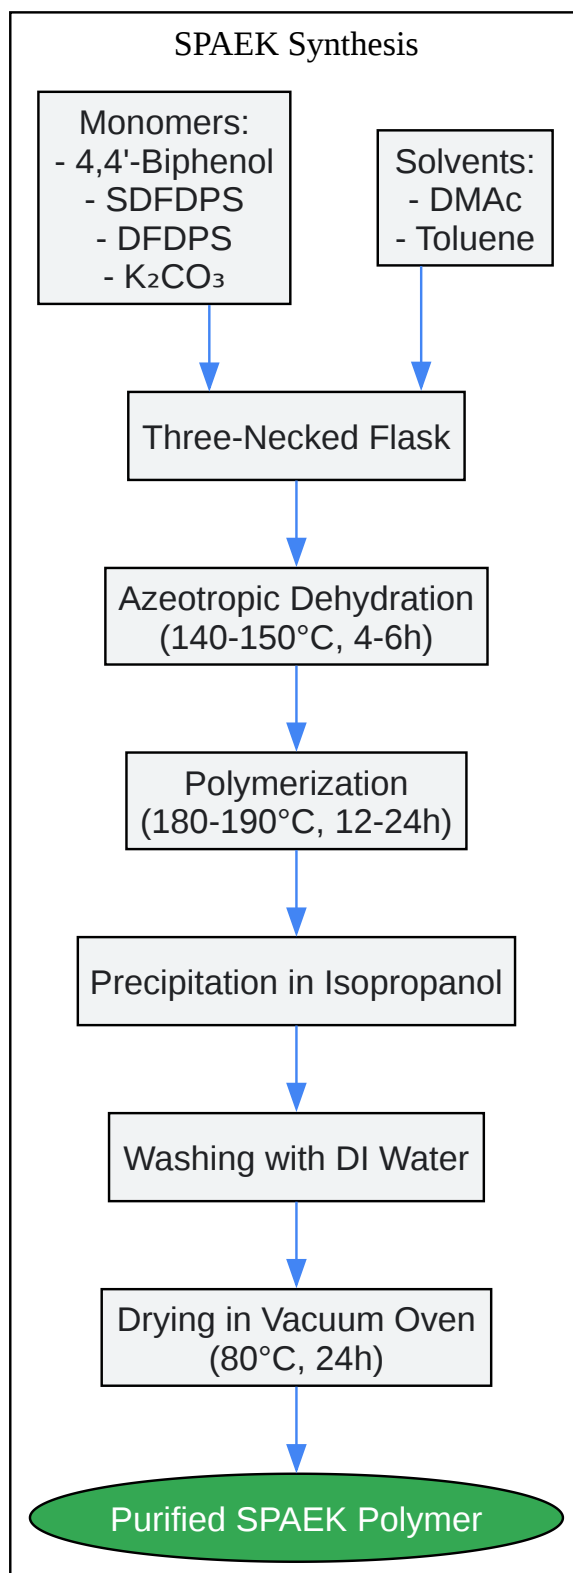 SPAEK Synthesis
Monomers:
- 4,4'-Biphenol
- SDFDPS
- DFDPS
- K₂CO₃
Solvents:
- DMAc
- Toluene
Three-Necked Flask
Azeotropic Dehydration
(140-150°C, 4-6h)
Polymerization
(180-190°C, 12-24h)
Precipitation in Isopropanol
Washing with DI Water
Drying in Vacuum Oven
(80°C, 24h)
Purified SPAEK Polymer